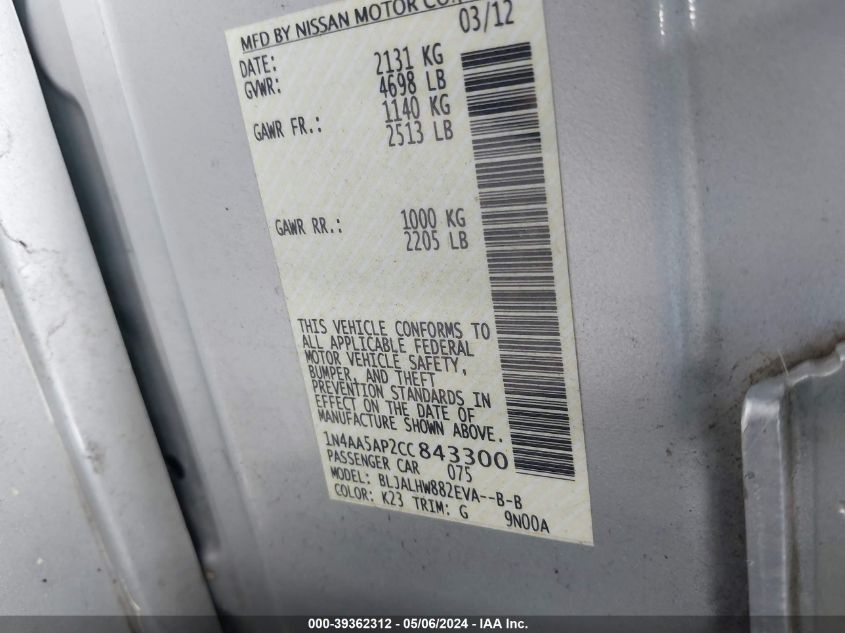 MFD BY NISSAN MOTOR CO.
DATE: 03/12
GVWR: 2131 KG
4698 LB
GAWR FR.: 1140 KG
2513 LB
GAWR RR.: 1000 KG
2205 LB
THIS VEHICLE CONFORMS TO
ALL APPLICABLE FEDERAL
MOTOR VEHICLE SAFETY,
BUMPER, AND THEFT
PREVENTION STANDARDS IN
EFFECT ON THE DATE OF
MANUFACTURE SHOWN ABOVE.
1N4AA5AP2CC843300
PASSENGER CAR 075
MODEL: BLJALHW882EVA--B-B
COLOR: K23 TRIM: G 9N00A
000-39362312 - 05/06/2024 - IAA Inc.